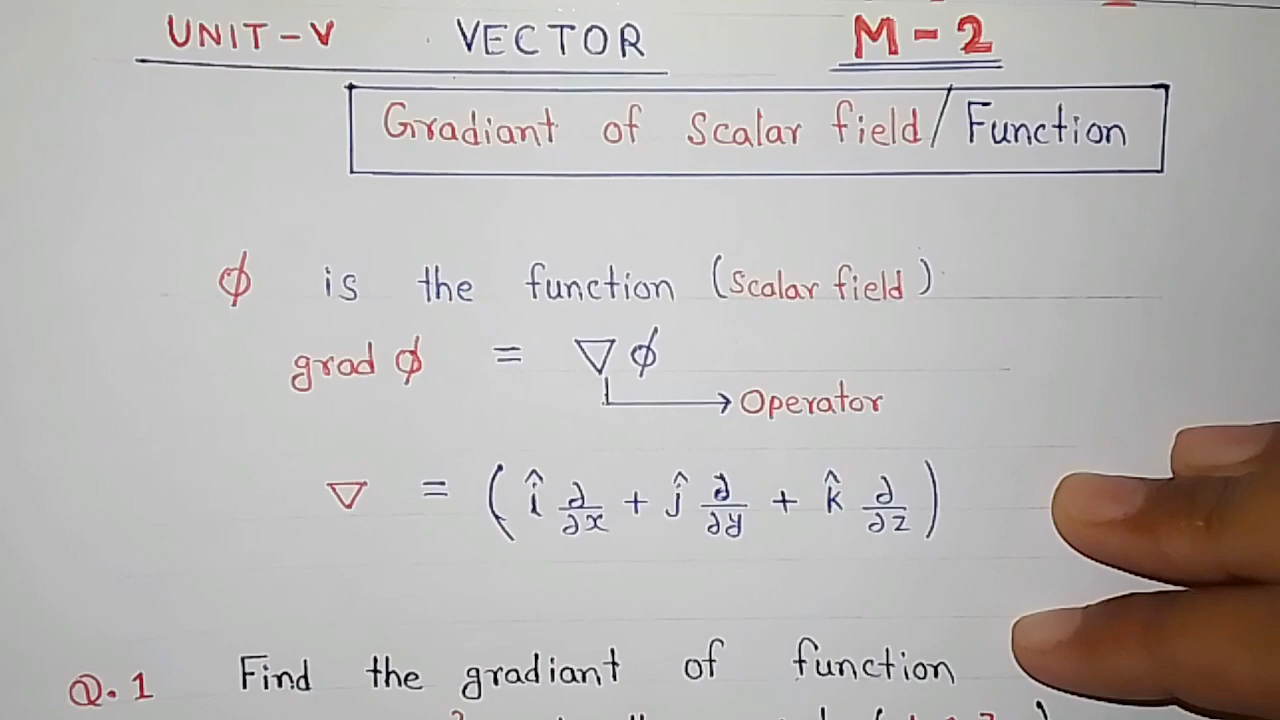 UNIT-V VECTOR M-2
Gradiant of scalar field/Function
ϕ is the function (scalar field)
grad ϕ = ▽ϕ
Operator
▽ = (î ∂/∂x + ĵ ∂/∂y + k̂ ∂/∂z)
Q.1 Find the gradiant of function